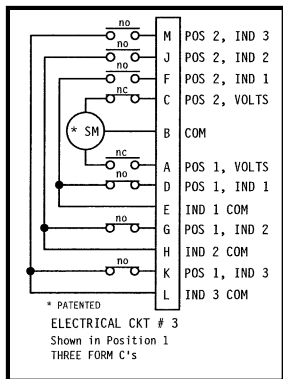 no M POS 2, IND 3
no J POS 2, IND 2
no F POS 2, IND 1
nc C POS 2, VOLTS
* SM B COM
nc A POS 1, VOLTS
no D POS 1, IND 1
E IND 1 COM
no G POS 1, IND 2
H IND 2 COM
no K POS 1, IND 3
L IND 3 COM
* PATENTED
ELECTRICAL CKT # 3
Shown in Position 1
THREE FORM C's